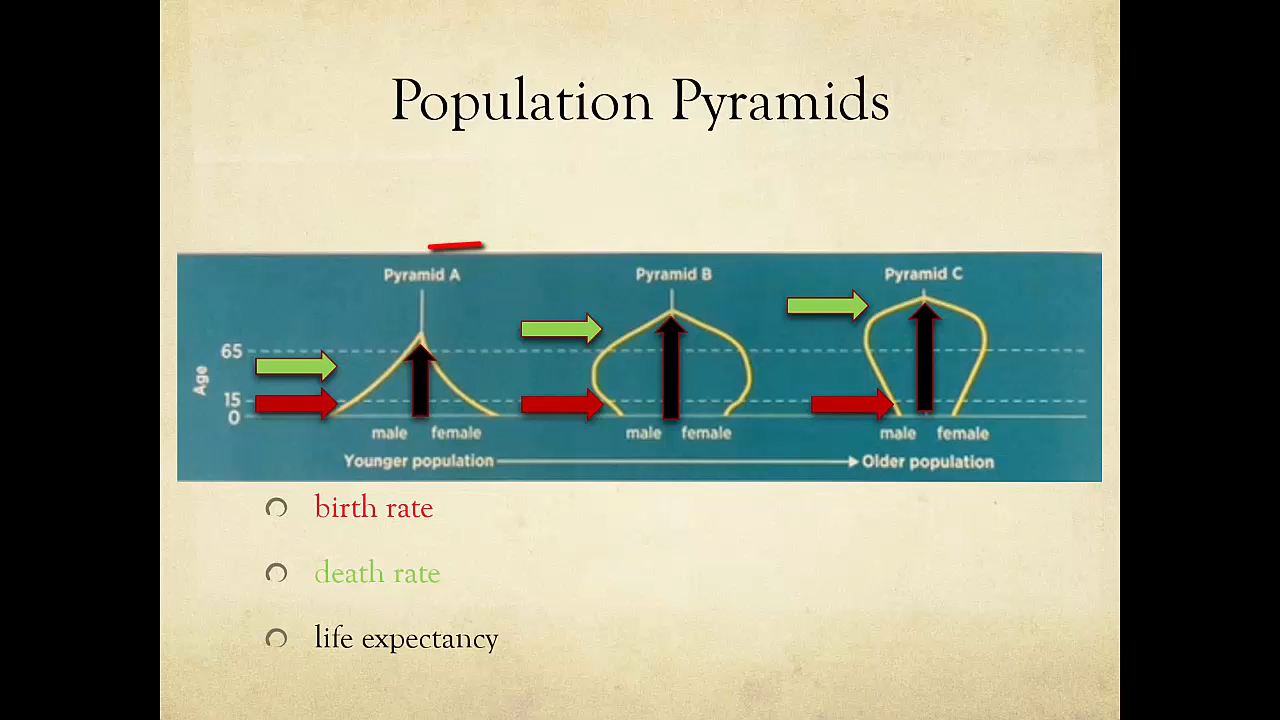 Population Pyramids
Pyramid A
Pyramid B
Pyramid C
65
Age
15
0
male female
male female
male female
Younger population
Older population
birth rate
death rate
life expectancy